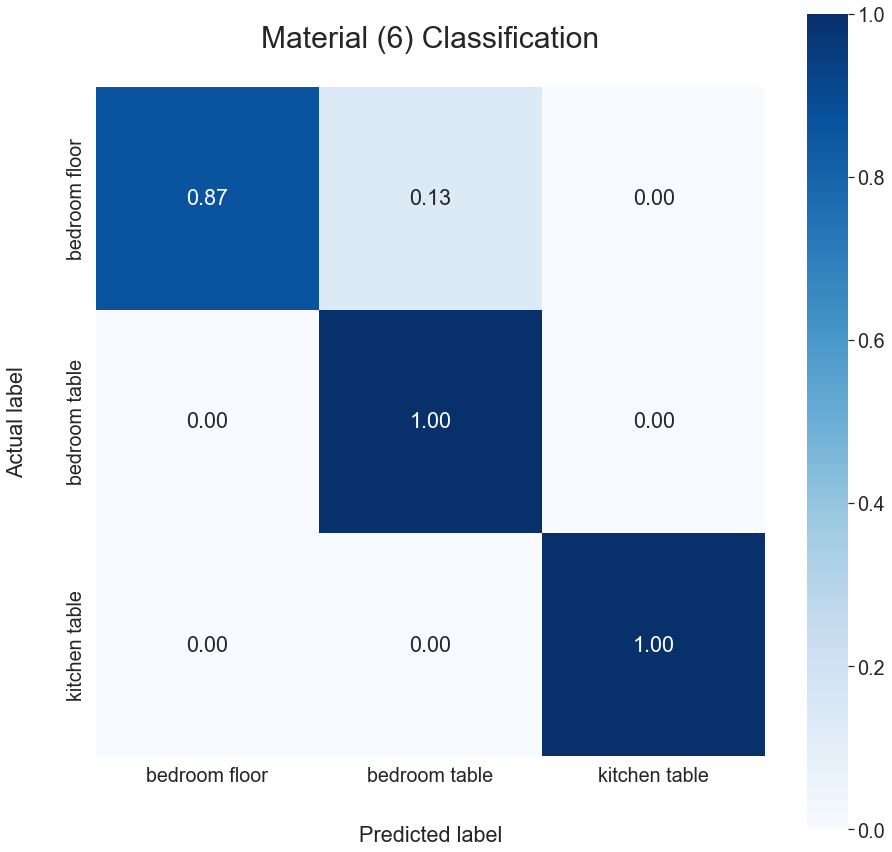 Material (6) Classification
Actual label
bedroom floor
0.87 0.13 0.00
bedroom table
0.00 1.00 0.00
kitchen table
0.00 0.00 1.00
bedroom floor bedroom table kitchen table
Predicted label
1.0
0.8
0.6
0.4
0.2
0.0